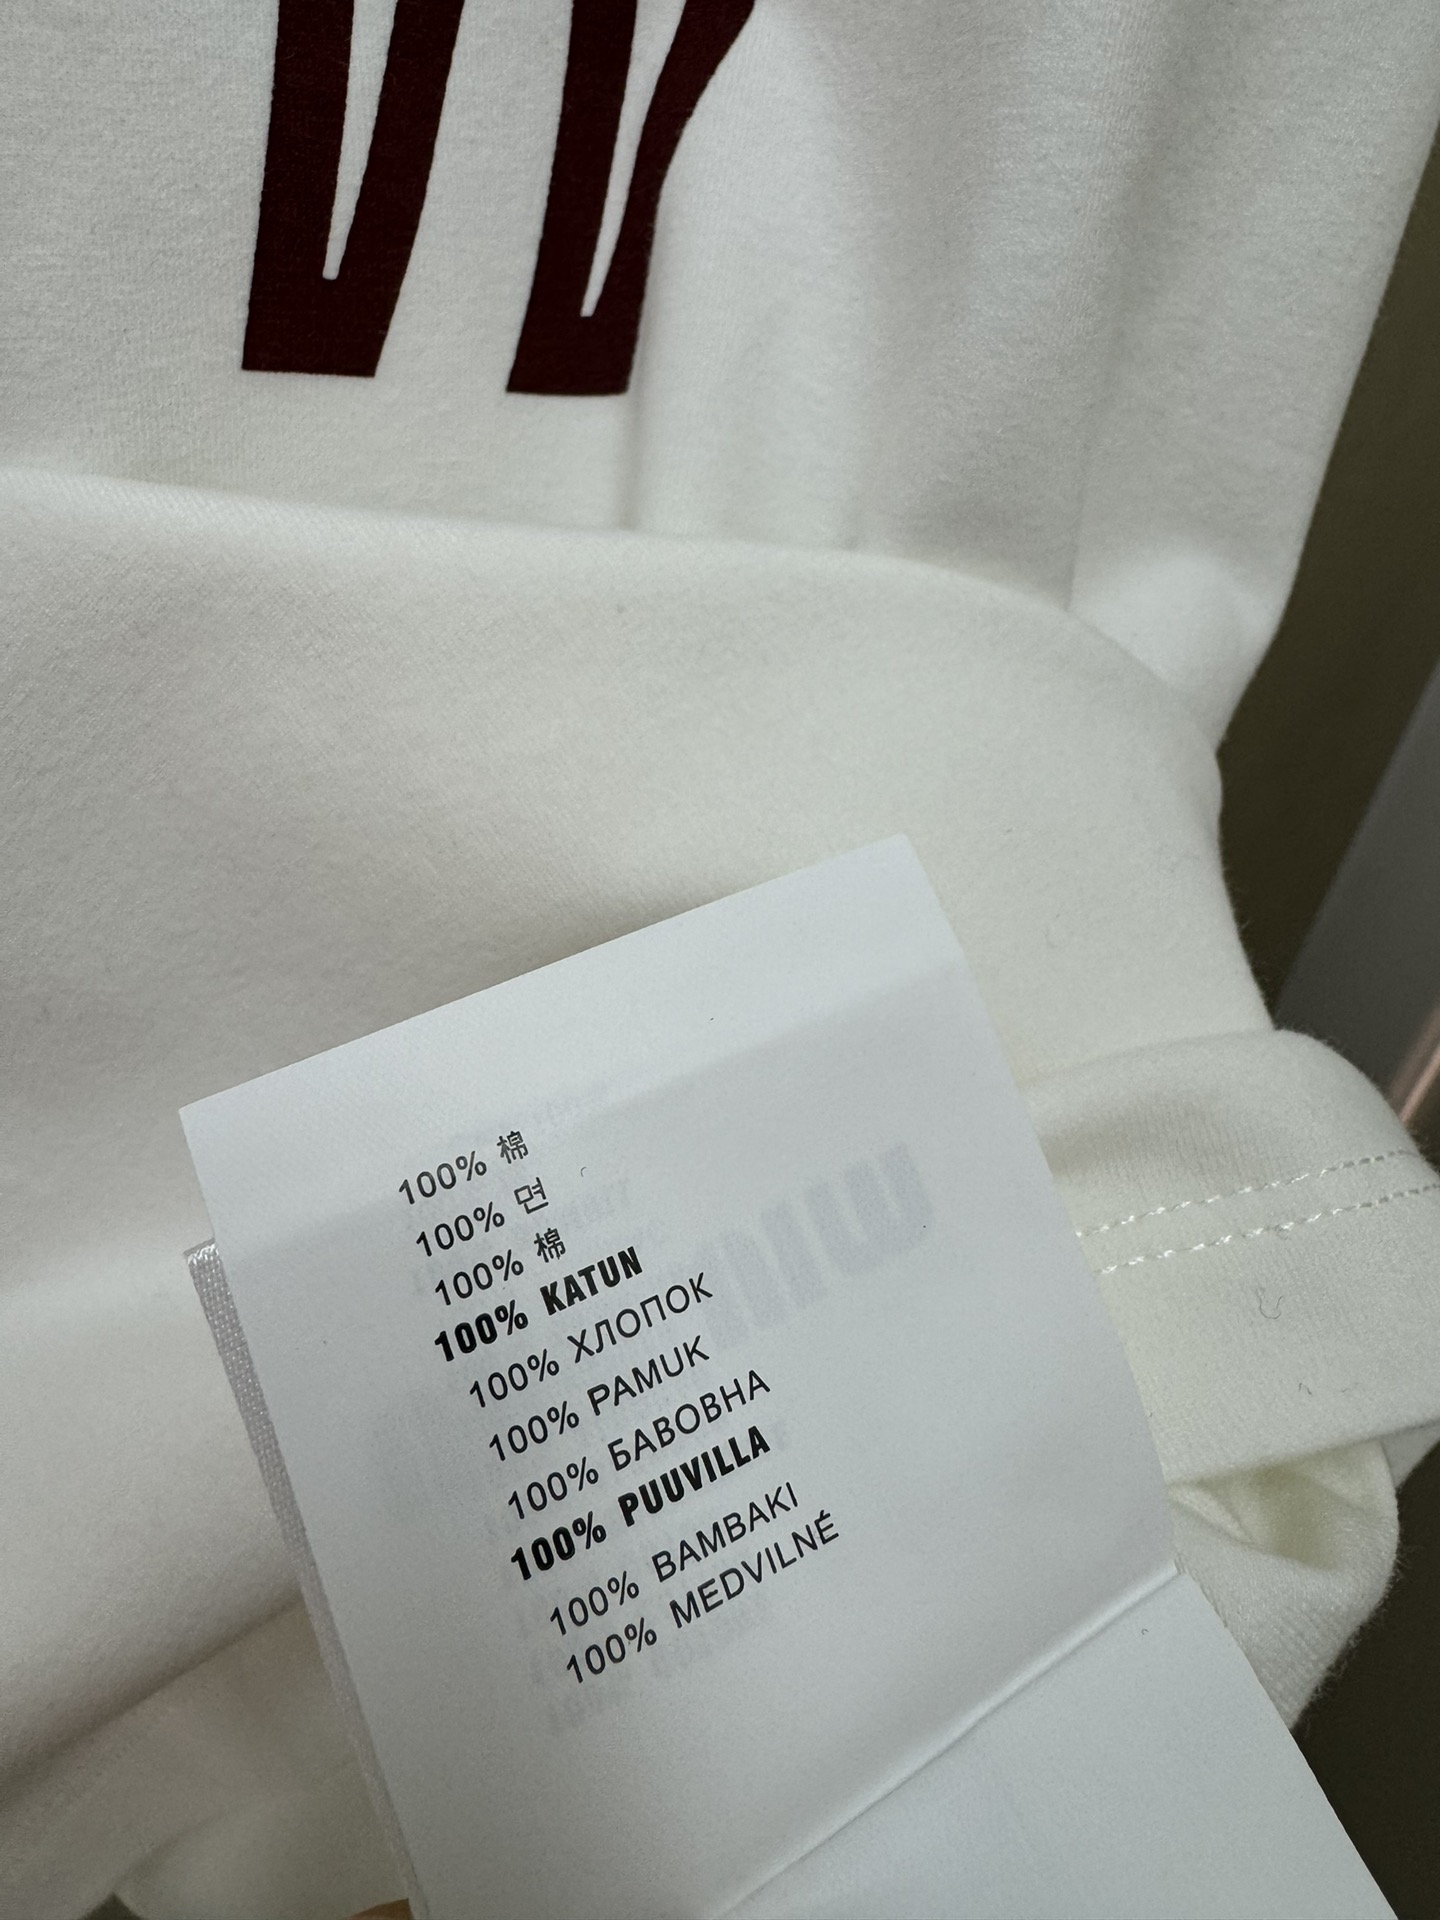 100% 棉
100% 면
100% 棉
100% KATUN
100% ХЛОПОК
100% PAMUK
100% БАВОВНА
100% PUUVILLA
100% BAMBAKI
100% MEDVILNÉ